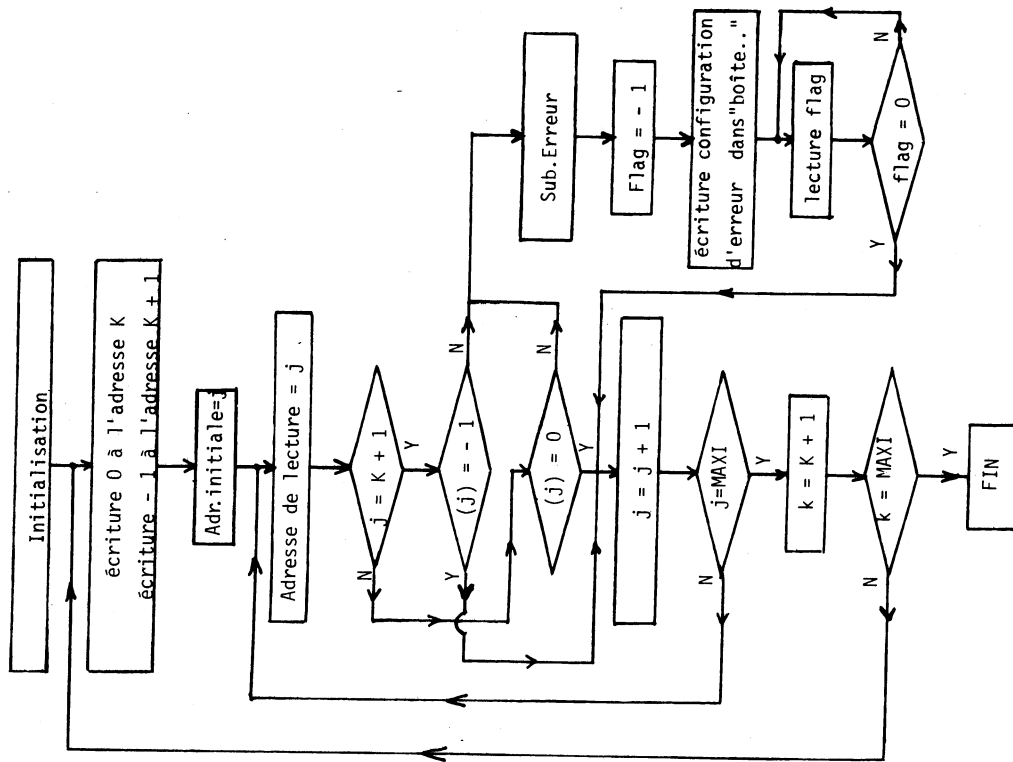 Initialisation
écriture 0 à l'adresse K
écriture - 1 à l'adresse K + 1
Adr.initiale=j
Adresse de lecture = j
j = K + 1
N
Y
(j) = - 1
N
Y
(j) = 0
N
Y
j = j + 1
j=MAXI
N
Y
k = K + 1
k = MAXI
N
Y
FIN
Sub.Erreur
Flag = - 1
écriture configuration
d'erreur dans"boîte.."
lecture flag
flag = 0
N
Y